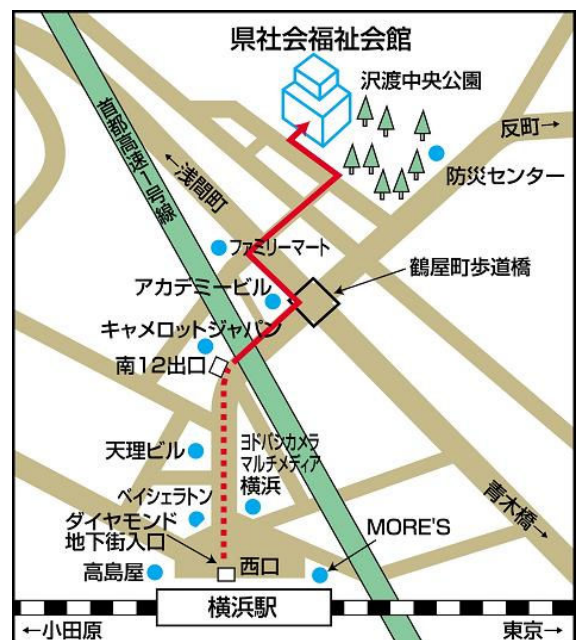 県社会福祉会館
沢渡中央公園
反町
防災センター
首都高速1号線
浅間町
ファミリーマート
鶴屋町歩道橋
アカデミービル
キャメロットジャパン
南12出口
天理ビル
ヨドバシカメラ
マルチメディア
横浜
ベイシェラトン
ダイヤモンド
地下街入口
青木橋
MORE'S
高島屋
西口
横浜駅
←小田原
東京→